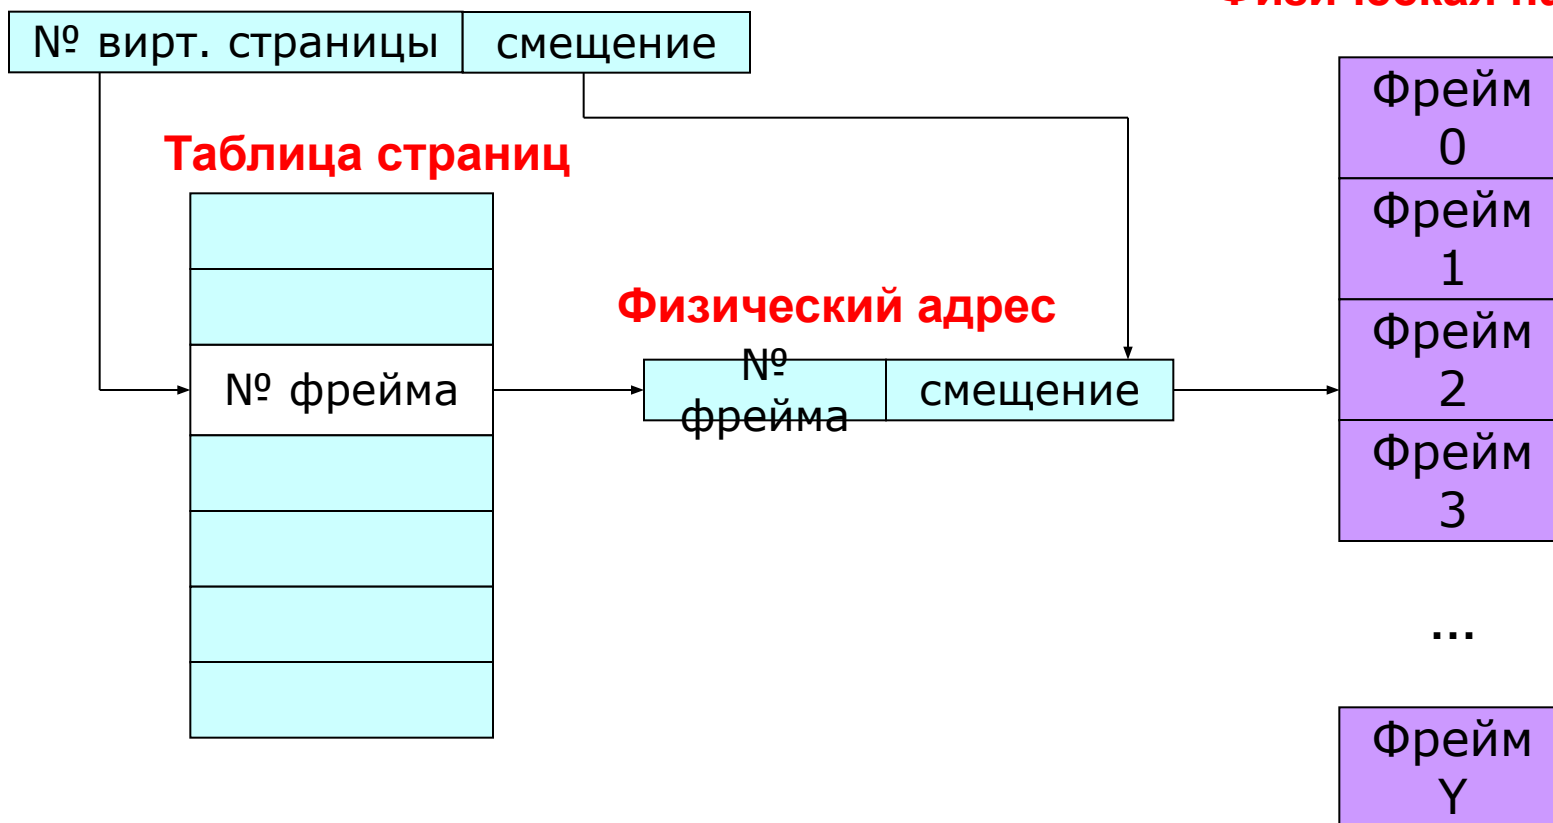 Физическая
№ вирт. страницы
смещение
Таблица страниц
№ фрейма
Физический адрес
№
фрейма
смещение
Фрейм
0
Фрейм
1
Фрейм
2
Фрейм
3
...
Фрейм
Y